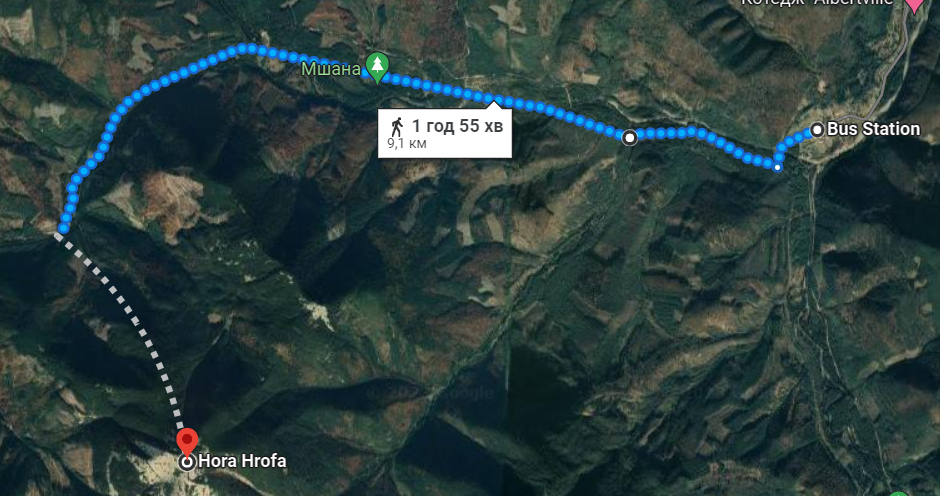 Котедж "Albertville"
Мшана
1 год 55 хв
9,1 км
Bus Station
Hora Hrofa